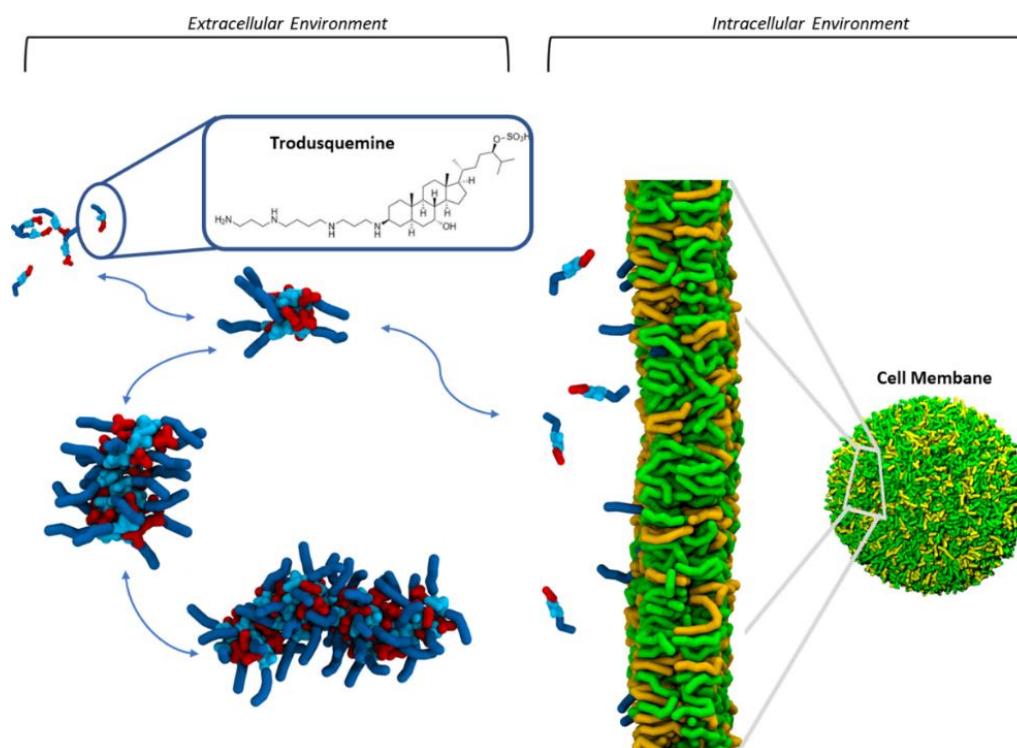 Extracellular Environment
Intracellular Environment
Trodusquemine
O
SO₃H
H
H
H
H
H
H₂N
H
N
N
H
N
H
N
H
H
OH
Cell Membane